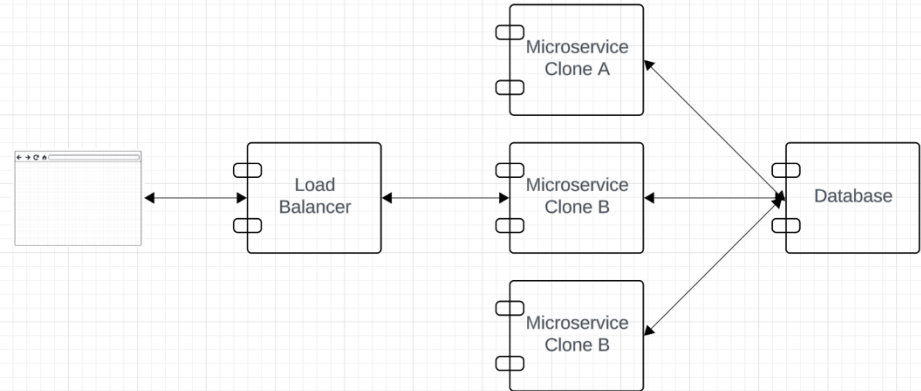 Microservice
Clone A
Load
Balancer
Microservice
Clone B
Database
Microservice
Clone B